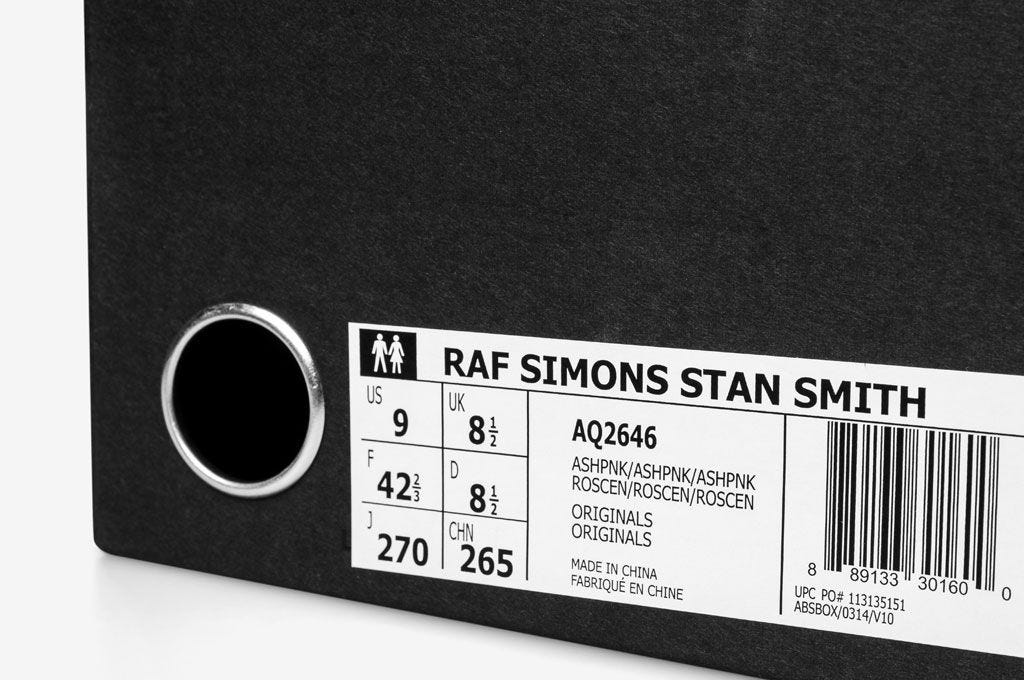 RAF SIMONS STAN SMITH
US 9
UK 8 1/2
F 42 2/3
D 8 1/2
J 270
CHN 265
AQ2646
ASHPNK/ASHPNK/ASHPNK
ROSCEN/ROSCEN/ROSCEN
ORIGINALS
ORIGINALS
MADE IN CHINA
FABRIQUÉ EN CHINE
8 89133 30160 0
UPC PO# 113135151
ABSBOX/0314/V10